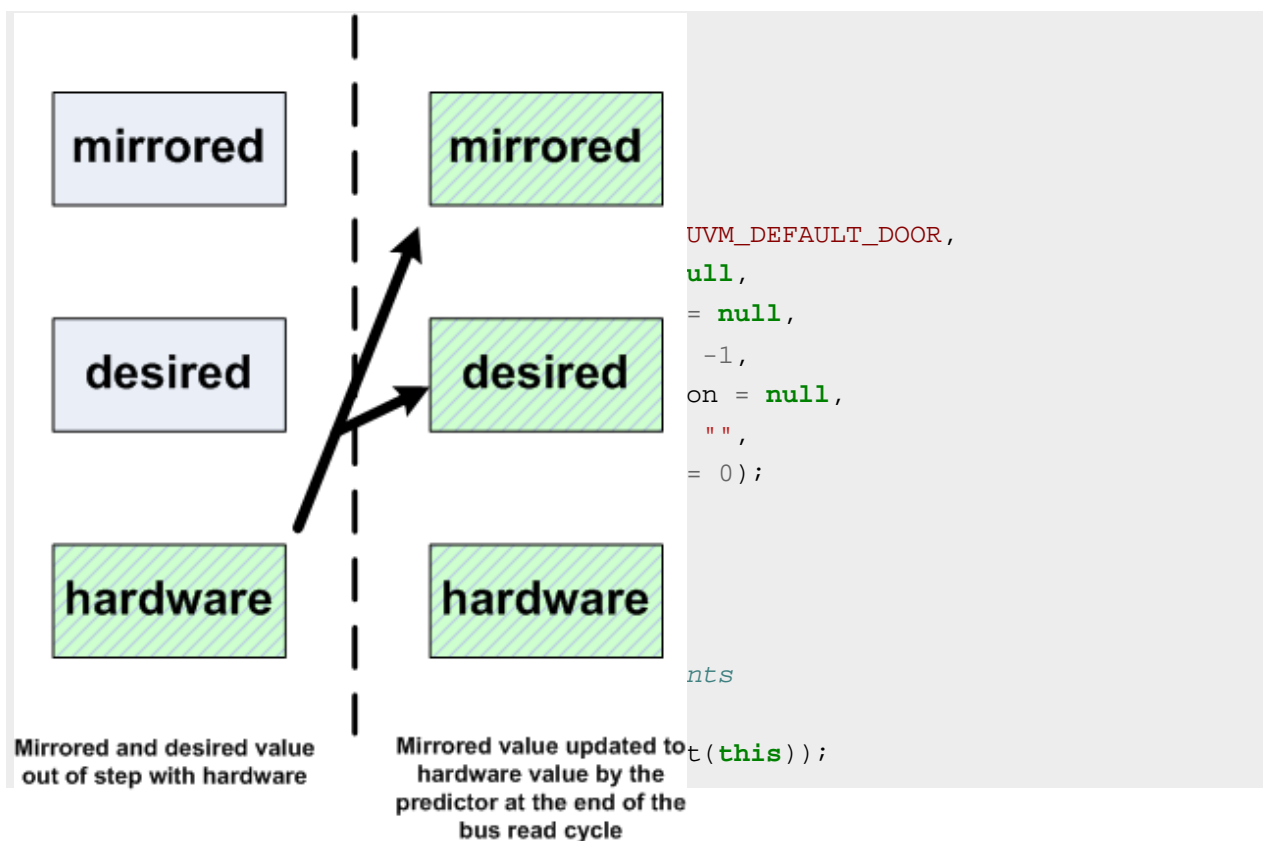 mirrored
mirrored
UVM_DEFAULT_DOOR,
ull,
= null,
desired
desired
-1,
on = null,
"",
= 0);
hardware
hardware
nts
Mirrored and desired value
out of step with hardware
Mirrored value updated to
hardware value by the
predictor at the end of the
bus read cycle
t(this));